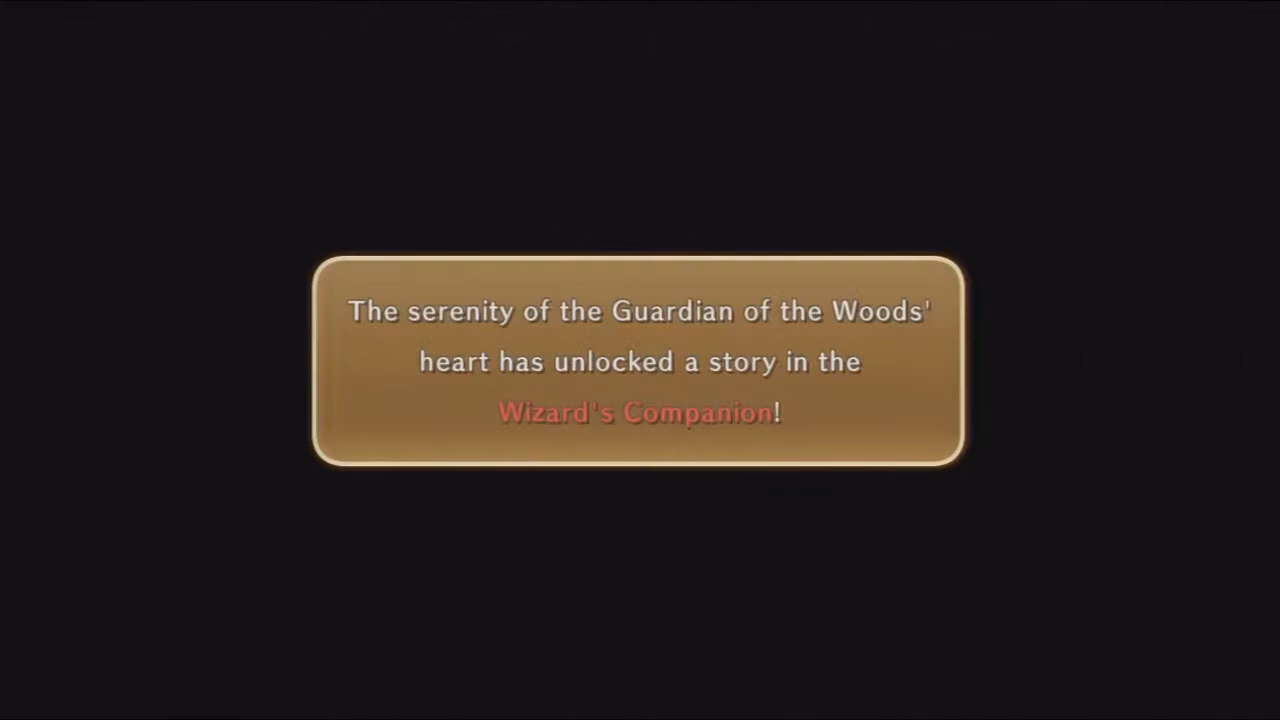 The serenity of the Guardian of the Woods'
heart has unlocked a story in the
Wizard's Companion!